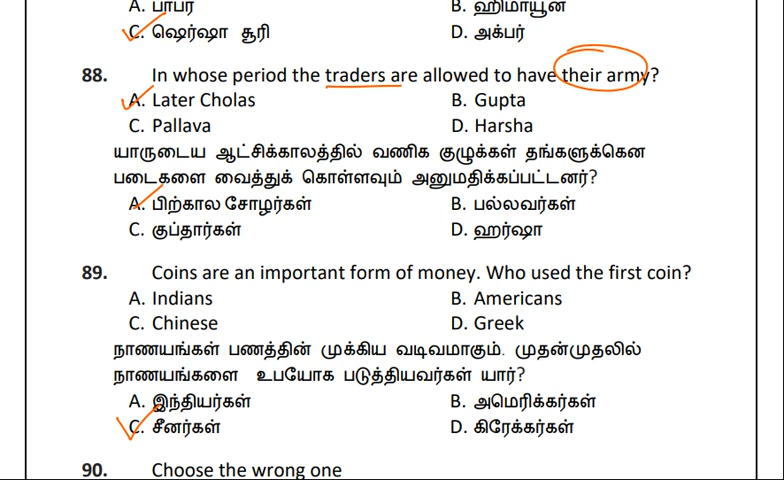 A. பாபர் B. ஹிமாயூன்
C. ஷெர்ஷா சூரி D. அக்பர்
88. In whose period the traders are allowed to have their army?
A. Later Cholas B. Gupta
C. Pallava D. Harsha
யாருடைய ஆட்சிக்காலத்தில் வணிக குழுக்கள் தங்களுக்கென
படைகளை வைத்துக் கொள்ளவும் அனுமதிக்கப்பட்டனர்?
A. பிற்கால சோழர்கள் B. பல்லவர்கள்
C. குப்தார்கள் D. ஹர்ஷா
89. Coins are an important form of money. Who used the first coin?
A. Indians B. Americans
C. Chinese D. Greek
நாணயங்கள் பணத்தின் முக்கிய வடிவமாகும். முதன்முதலில்
நாணயங்களை உபயோக படுத்தியவர்கள் யார்?
A. இந்தியர்கள் B. அமெரிக்கர்கள்
C. சீனர்கள் D. கிரேக்கர்கள்
90. Choose the wrong one